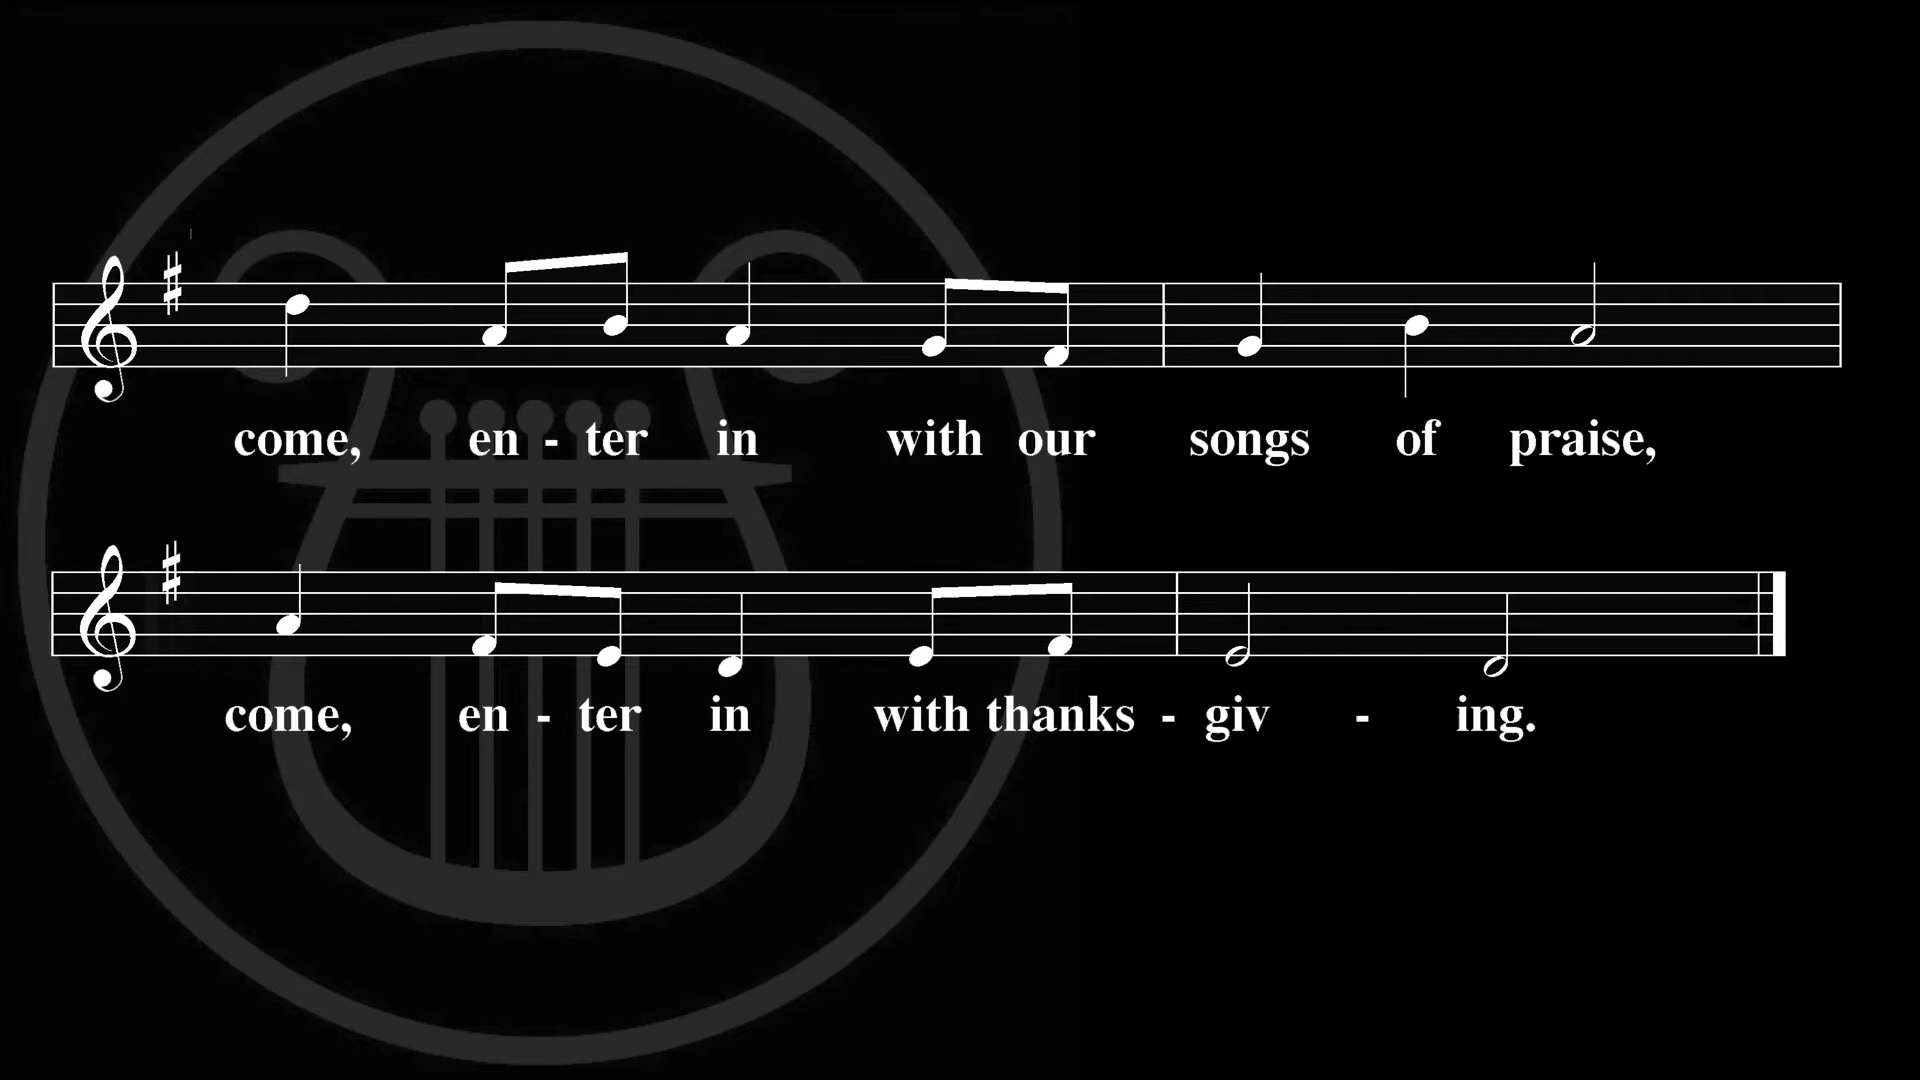 come, en - ter in with our songs of praise,
come, en - ter in with thanks - giv - ing.